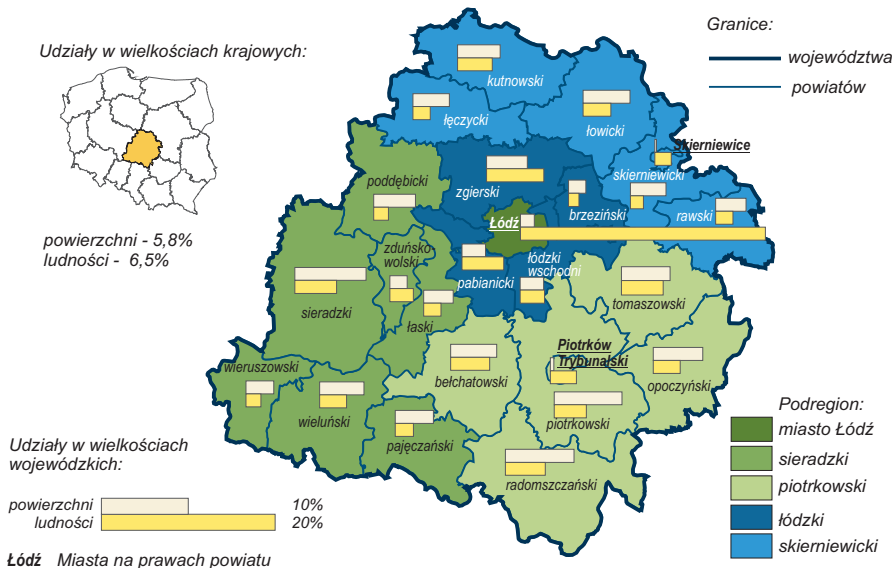 Udziały w wielkościach krajowych:
powierzchni - 5,8%
ludności - 6,5%
Granice:
województwa
powiatów
kutnowski
łęczycki
łowicki
Skierniewice
skierniewicki
rawski
poddębicki
zgierski
brzeziński
Łódź
zduńsko
wolski
pabianicki
łódzki
wschodni
sieradzki
łaski
tomaszowski
wieruszowski
wieluński
pajęczański
bełchatowski
Piotrków
Trybunalski
piotrkowski
opoczyński
radomszczański
Podregion:
miasto Łódź
sieradzki
piotrkowski
łódzki
skierniewicki
Udziały w wielkościach
wojewódzkich:
powierzchni 10%
ludności 20%
Łódź Miasta na prawach powiatu